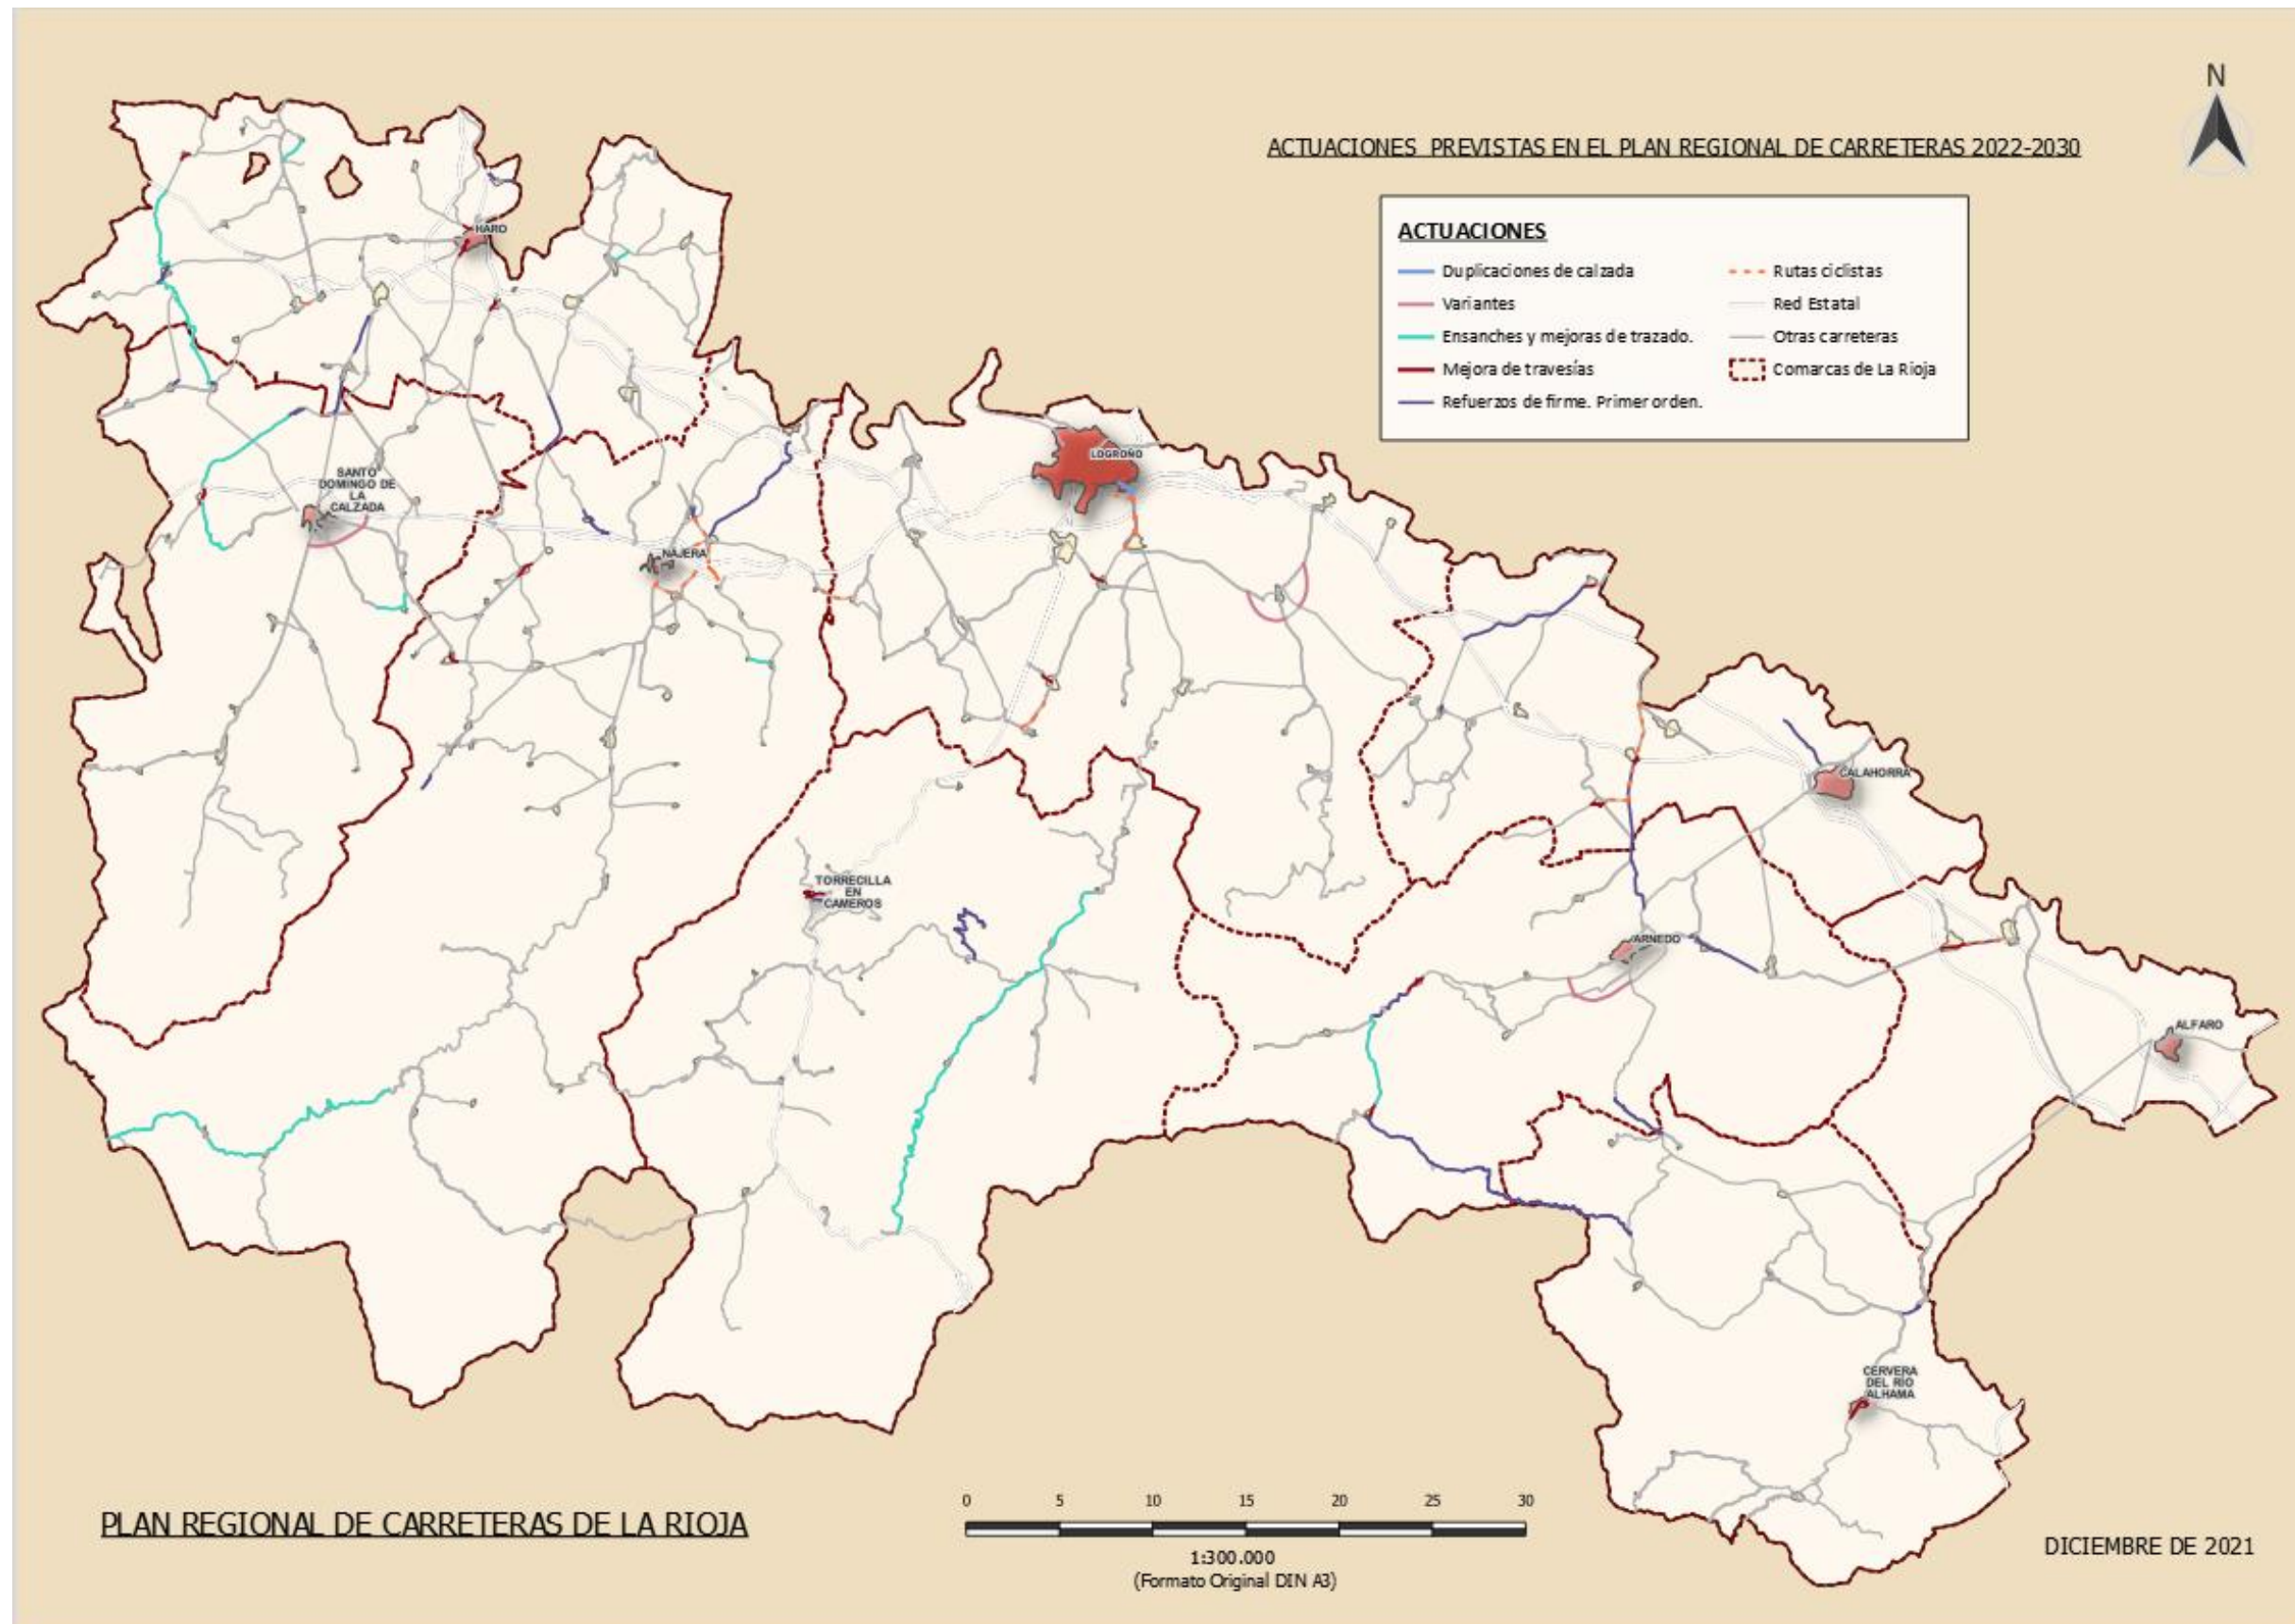 N
ACTUACIONES PREVISTAS EN EL PLAN REGIONAL DE CARRETERAS 2022-2030
ACTUACIONES
Duplicaciones de calzada
Variantes
Ensanches y mejoras de trazado.
Mejora de travesías
Refuerzos de firme. Primer orden.
Rutas ciclistas
Red Estatal
Otras carreteras
Comarcas de La Rioja
HARO
LOGROÑO
SANTO
DOMINGO DE
LA
CALZADA
NÁJERA
CALAHORRA
TORRECILLA
EN
CAMEROS
ARNEDO
ALFARO
CERVERA
DEL RÍO
ALHAMA
PLAN REGIONAL DE CARRETERAS DE LA RIOJA
0 5 10 15 20 25 30
1:300.000
(Formato Original DIN A3)
DICIEMBRE DE 2021